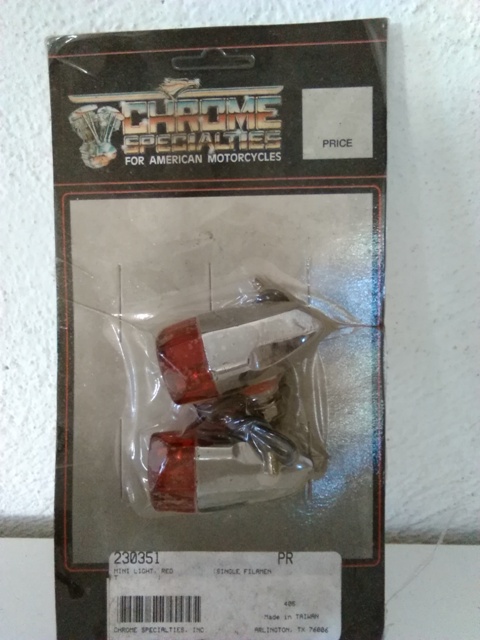 CHROME
SPECIALTIES
FOR AMERICAN MOTORCYCLES
PRICE
230351 PR
MINI LIGHT, RED SINGLE FILAMEN
T
406
Made in TAIWAN
CHROME SPECIALTIES, INC ARLINGTON, TX 76006